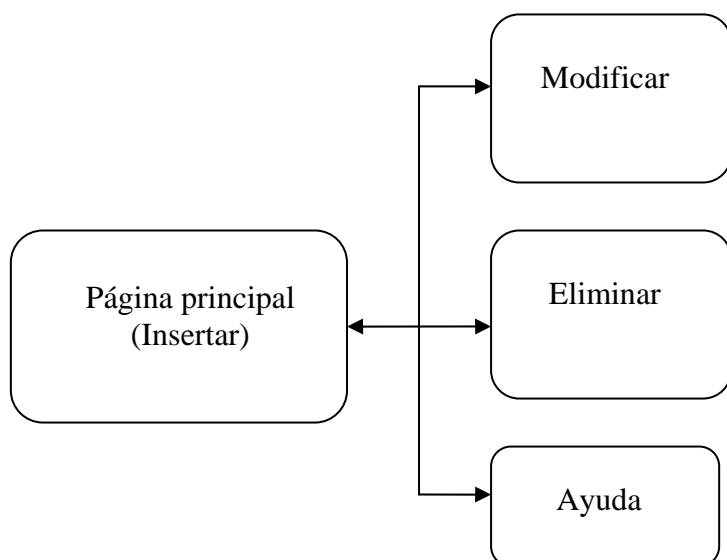 Modificar
Página principal
(Insertar)
Eliminar
Ayuda